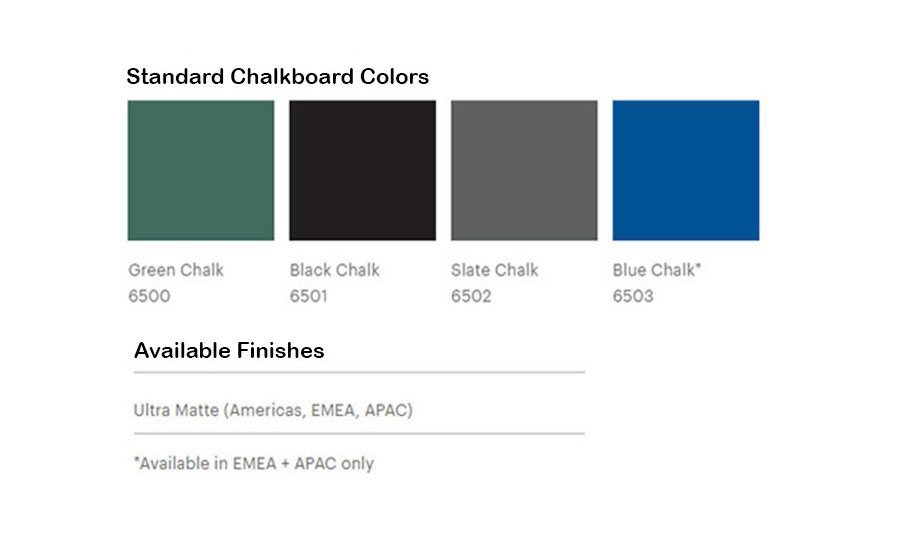 Standard Chalkboard Colors
Green Chalk
6500
Black Chalk
6501
Slate Chalk
6502
Blue Chalk*
6503
Available Finishes
Ultra Matte (Americas, EMEA, APAC)
*Available in EMEA + APAC only